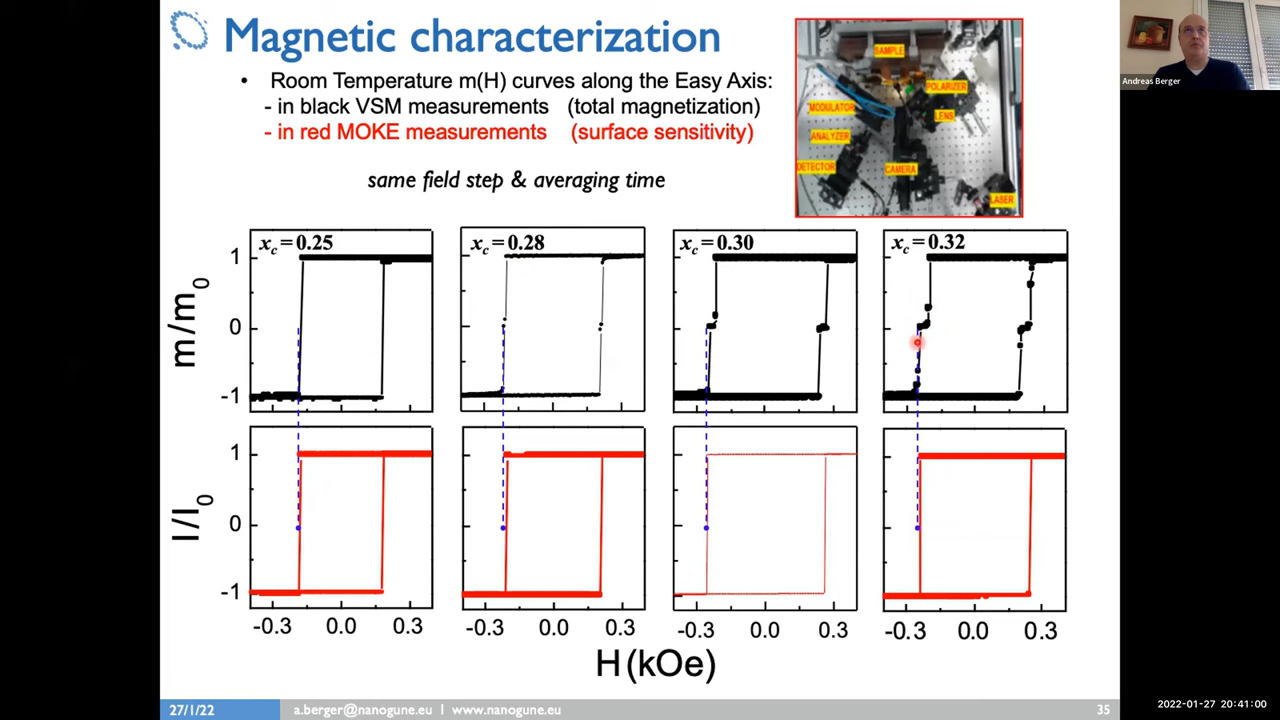 Magnetic characterization
• Room Temperature m(H) curves along the Easy Axis:
- in black VSM measurements (total magnetization)
- in red MOKE measurements (surface sensitivity)
same field step & averaging time
SAMPLE
POLARIZER
MODULATOR
LENS
ANALYZER
DETECTOR
CAMERA
LASER
Andreas Berger
x_c=0.25
x_c=0.28
x_c=0.30
x_c=0.32
m/m_0
1
0
-1
I/I_0
1
0
-1
-0.3 0.0 0.3
-0.3 0.0 0.3
-0.3 0.0 0.3
-0.3 0.0 0.3
H (kOe)
27/1/22
a.berger@nanogune.eu | www.nanogune.eu
35
2022-01-27 20:41:00